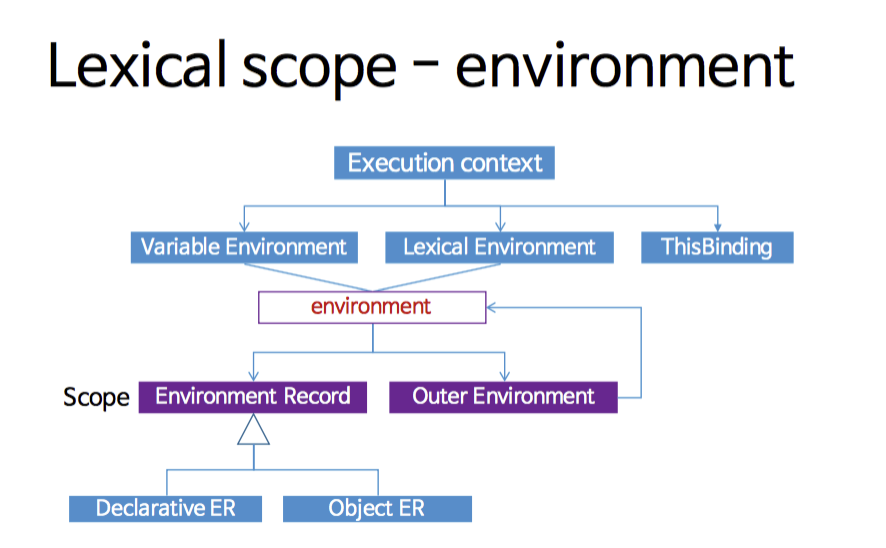 Lexical scope – environment
Execution context
Variable Environment
Lexical Environment
ThisBinding
environment
Scope
Environment Record
Outer Environment
Declarative ER
Object ER